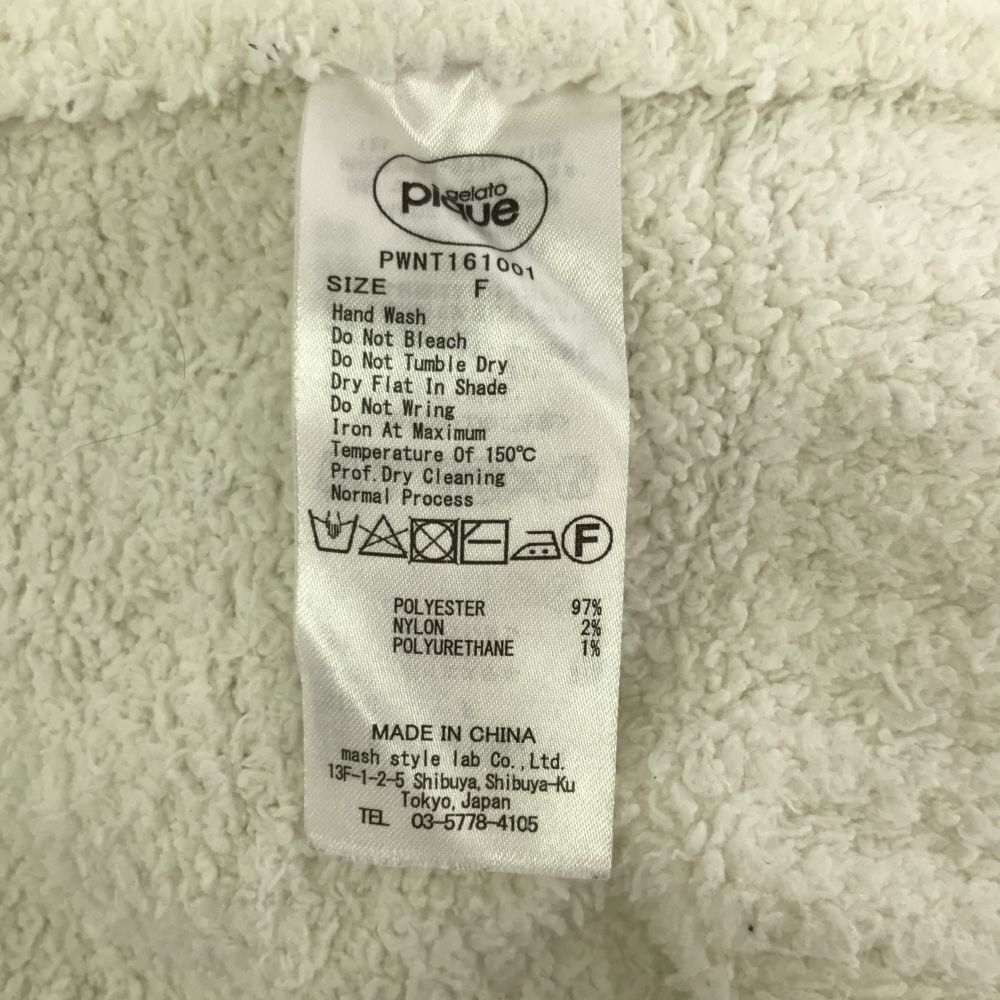 gelato
pique
PWNT161001
SIZE F
Hand Wash
Do Not Bleach
Do Not Tumble Dry
Dry Flat In Shade
Do Not Wring
Iron At Maximum
Temperature Of 150℃
Prof.Dry Cleaning
Normal Process
F
POLYESTER 97%
NYLON 2%
POLYURETHANE 1%
MADE IN CHINA
mash style lab Co.,Ltd.
13F-1-2-5 Shibuya, Shibuya-Ku
Tokyo, Japan
TEL 03-5778-4105